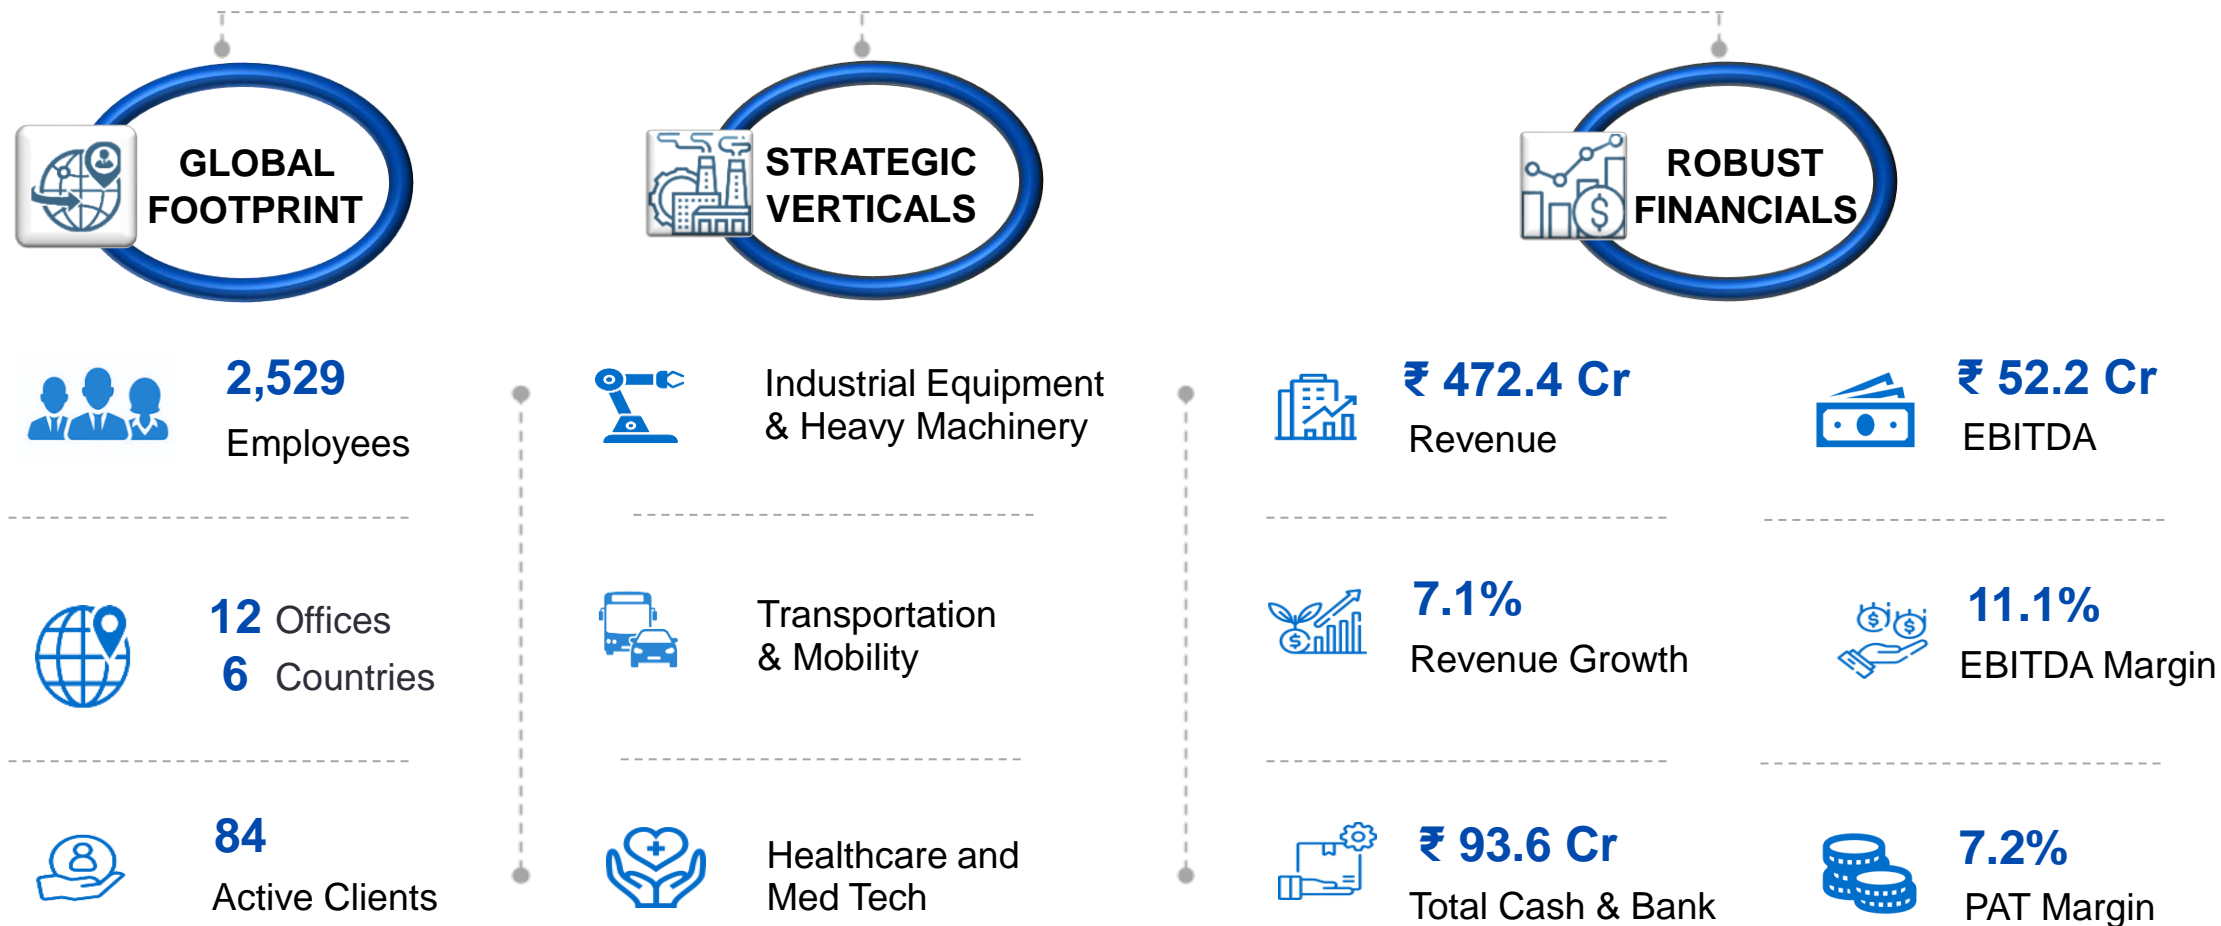 GLOBAL
FOOTPRINT
2,529
Employees
12 Offices
6 Countries
84
Active Clients
STRATEGIC
VERTICALS
Industrial Equipment
& Heavy Machinery
Transportation
& Mobility
Healthcare and
Med Tech
ROBUST
FINANCIALS
₹ 472.4 Cr
Revenue
₹ 52.2 Cr
EBITDA
7.1%
Revenue Growth
11.1%
EBITDA Margin
₹ 93.6 Cr
Total Cash & Bank
7.2%
PAT Margin